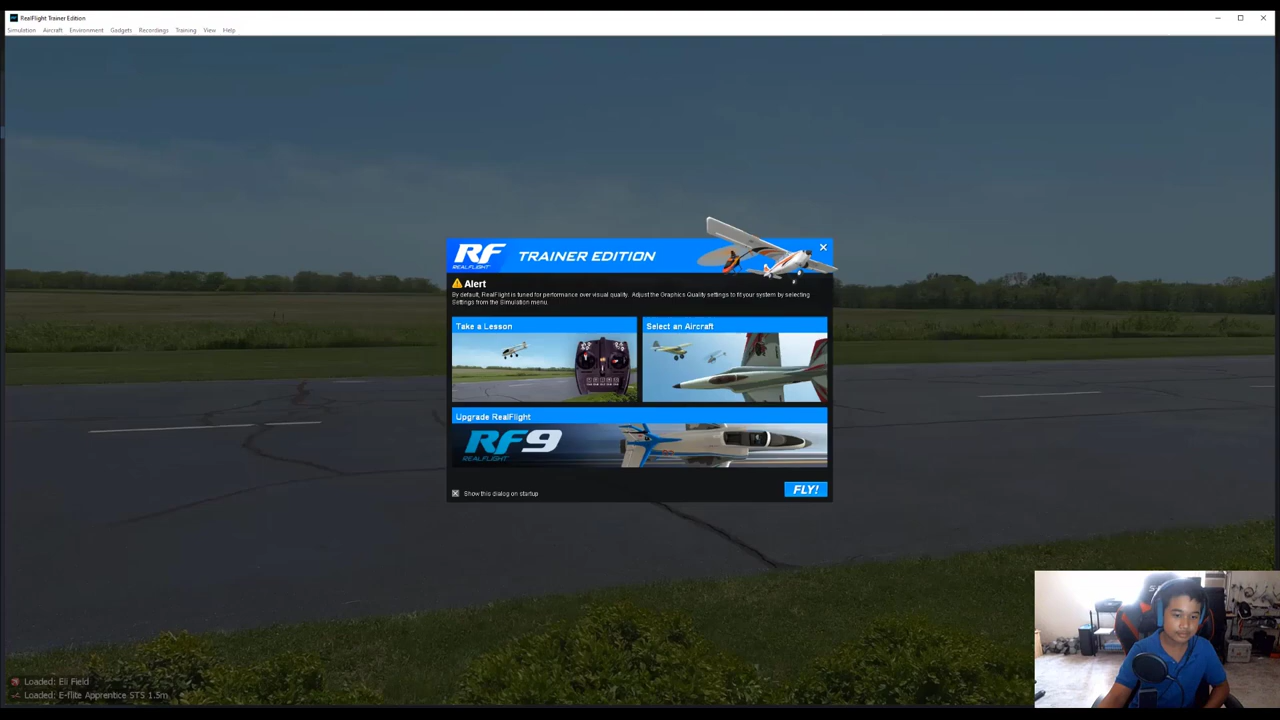 RealFlight Trainer Edition
Simulation Aircraft Environment Gadgets Recordings Training View Help
RF REALFLIGHT TRAINER EDITION
Alert
By default, RealFlight is tuned for performance over visual quality. Adjust the Graphics Quality settings to fit your system by selecting
Settings from the Simulation menu.
Take a Lesson
Select an Aircraft
Upgrade RealFlight
RF9
REALFLIGHT
Show this dialog on startup
FLY!
Loaded: Eli Field
Loaded: E-flite Apprentice STS 1.5m